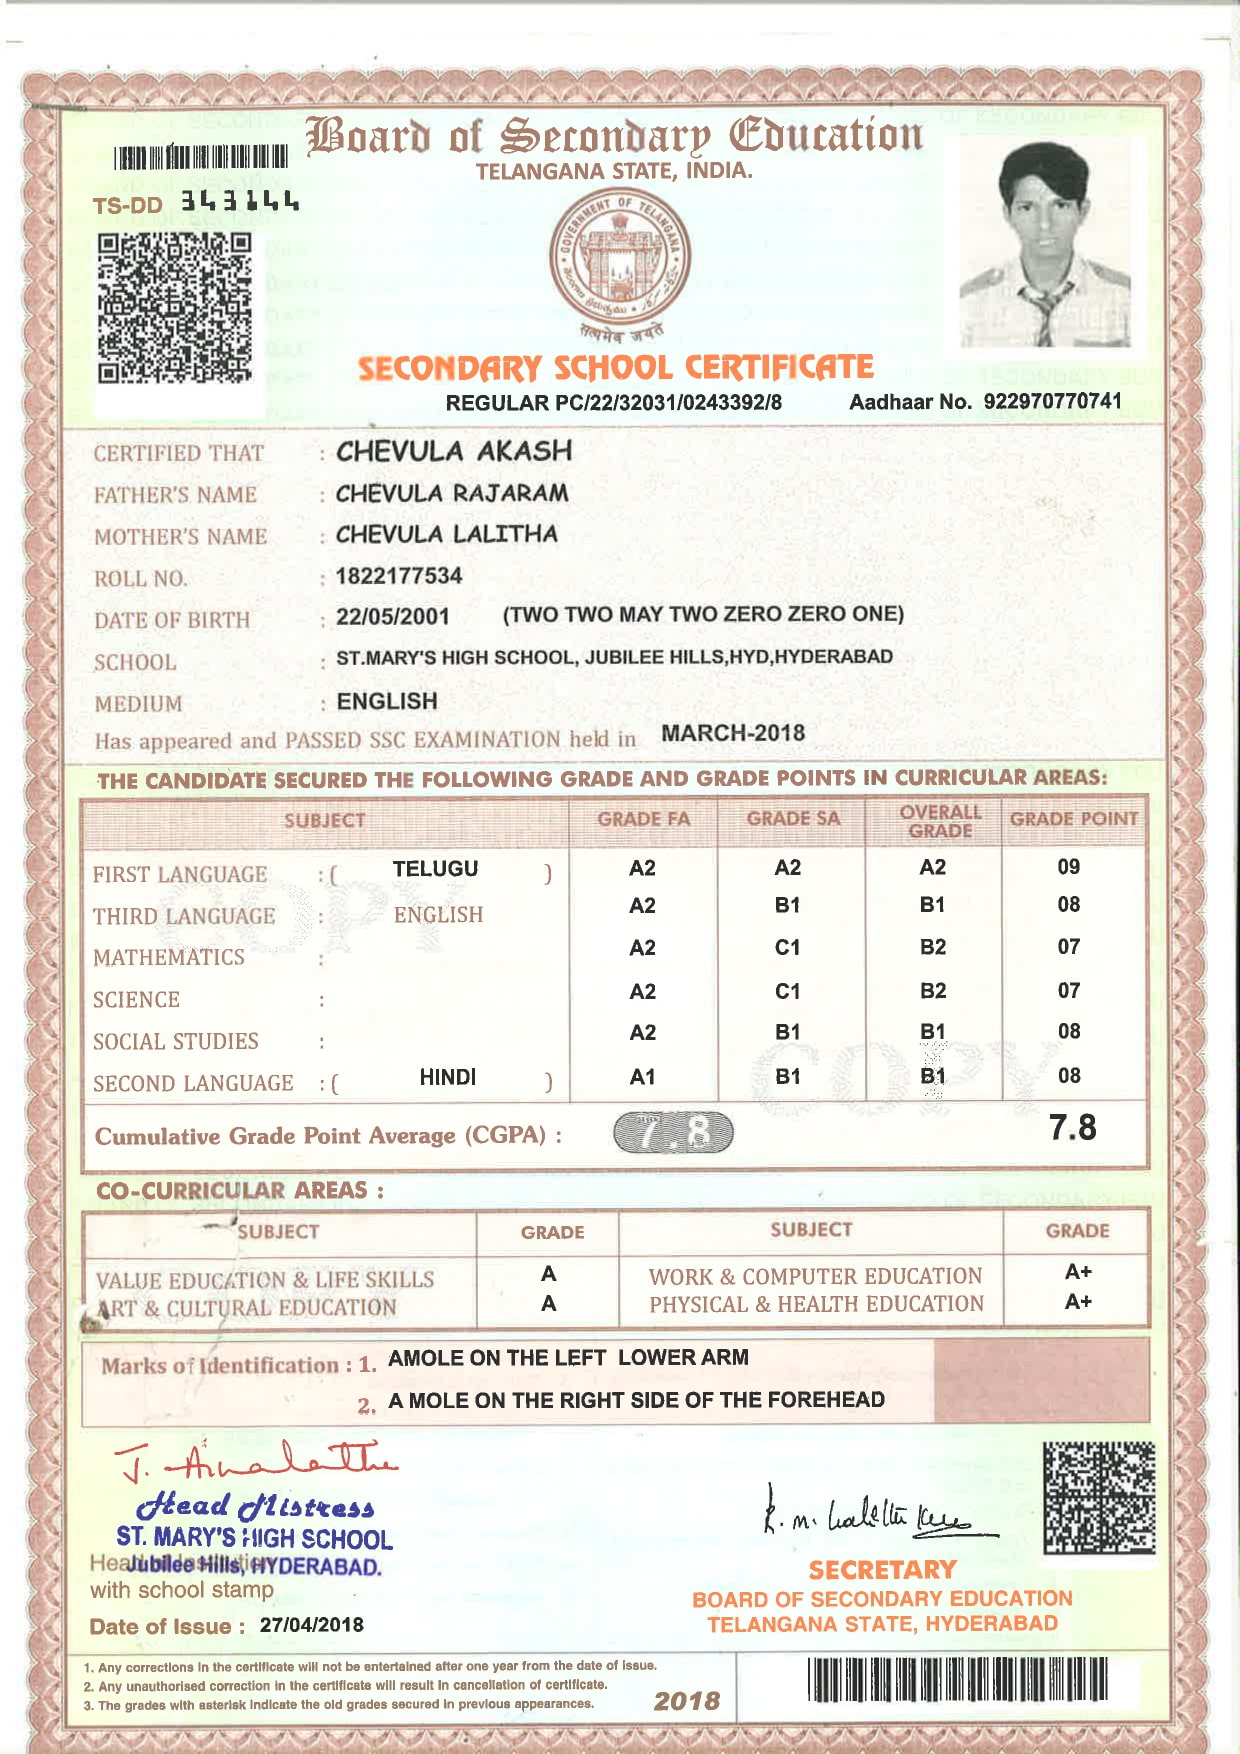 Board of Secondary Education
TELANGANA STATE, INDIA.
TS-DD 343144
GOVERNMENT OF TELANGANA
सत्यमेव जयते
SECONDARY SCHOOL CERTIFICATE
REGULAR PC/22/32031/0243392/8 Aadhaar No. 922970770741
CERTIFIED THAT : CHEVULA AKASH
FATHER'S NAME : CHEVULA RAJARAM
MOTHER'S NAME : CHEVULA LALITHA
ROLL NO. : 1822177534
DATE OF BIRTH : 22/05/2001 (TWO TWO MAY TWO ZERO ZERO ONE)
SCHOOL : ST.MARY'S HIGH SCHOOL, JUBILEE HILLS,HYD,HYDERABAD
MEDIUM : ENGLISH
Has appeared and PASSED SSC EXAMINATION held in MARCH-2018
THE CANDIDATE SECURED THE FOLLOWING GRADE AND GRADE POINTS IN CURRICULAR AREAS:
SUBJECT GRADE FA GRADE SA OVERALL GRADE GRADE POINT
FIRST LANGUAGE : ( TELUGU ) A2 A2 A2 09
THIRD LANGUAGE : ENGLISH A2 B1 B1 08
MATHEMATICS : A2 C1 B2 07
SCIENCE : A2 C1 B2 07
SOCIAL STUDIES : A2 B1 B1 08
SECOND LANGUAGE : ( HINDI ) A1 B1 B1 08
COPY
COPY
Cumulative Grade Point Average (CGPA) : 7.8 7.8
CO-CURRICULAR AREAS :
SUBJECT GRADE SUBJECT GRADE
VALUE EDUCATION & LIFE SKILLS A WORK & COMPUTER EDUCATION A+
ART & CULTURAL EDUCATION A PHYSICAL & HEALTH EDUCATION A+
Marks of Identification : 1. AMOLE ON THE LEFT LOWER ARM
2. A MOLE ON THE RIGHT SIDE OF THE FOREHEAD
Head Mistress
ST. MARY'S HIGH SCHOOL
Jubilee Hills, HYDERABAD.
Head of Institution
with school stamp
Date of Issue : 27/04/2018
SECRETARY
BOARD OF SECONDARY EDUCATION
TELANGANA STATE, HYDERABAD
1. Any corrections in the certificate will not be entertained after one year from the date of issue.
2. Any unauthorised correction in the certificate will result in cancellation of certificate.
3. The grades with asterisk indicate the old grades secured in previous appearances.
2018